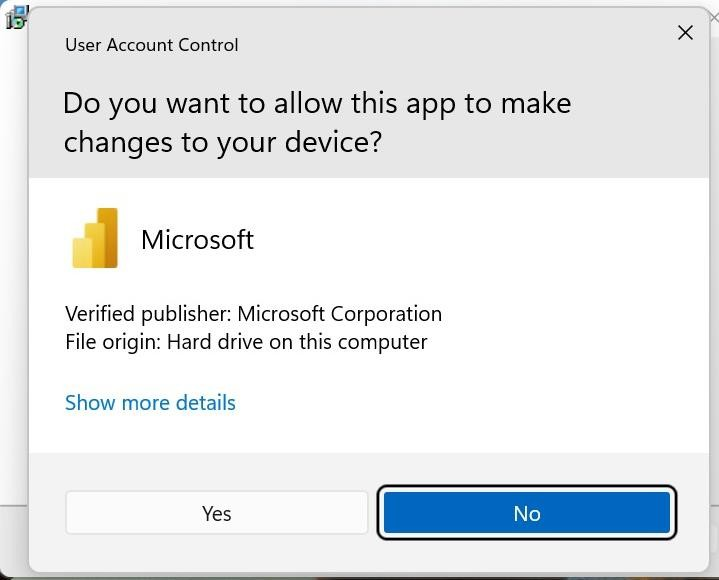 User Account Control
Do you want to allow this app to make
changes to your device?
Microsoft
Verified publisher: Microsoft Corporation
File origin: Hard drive on this computer
Show more details
Yes
No